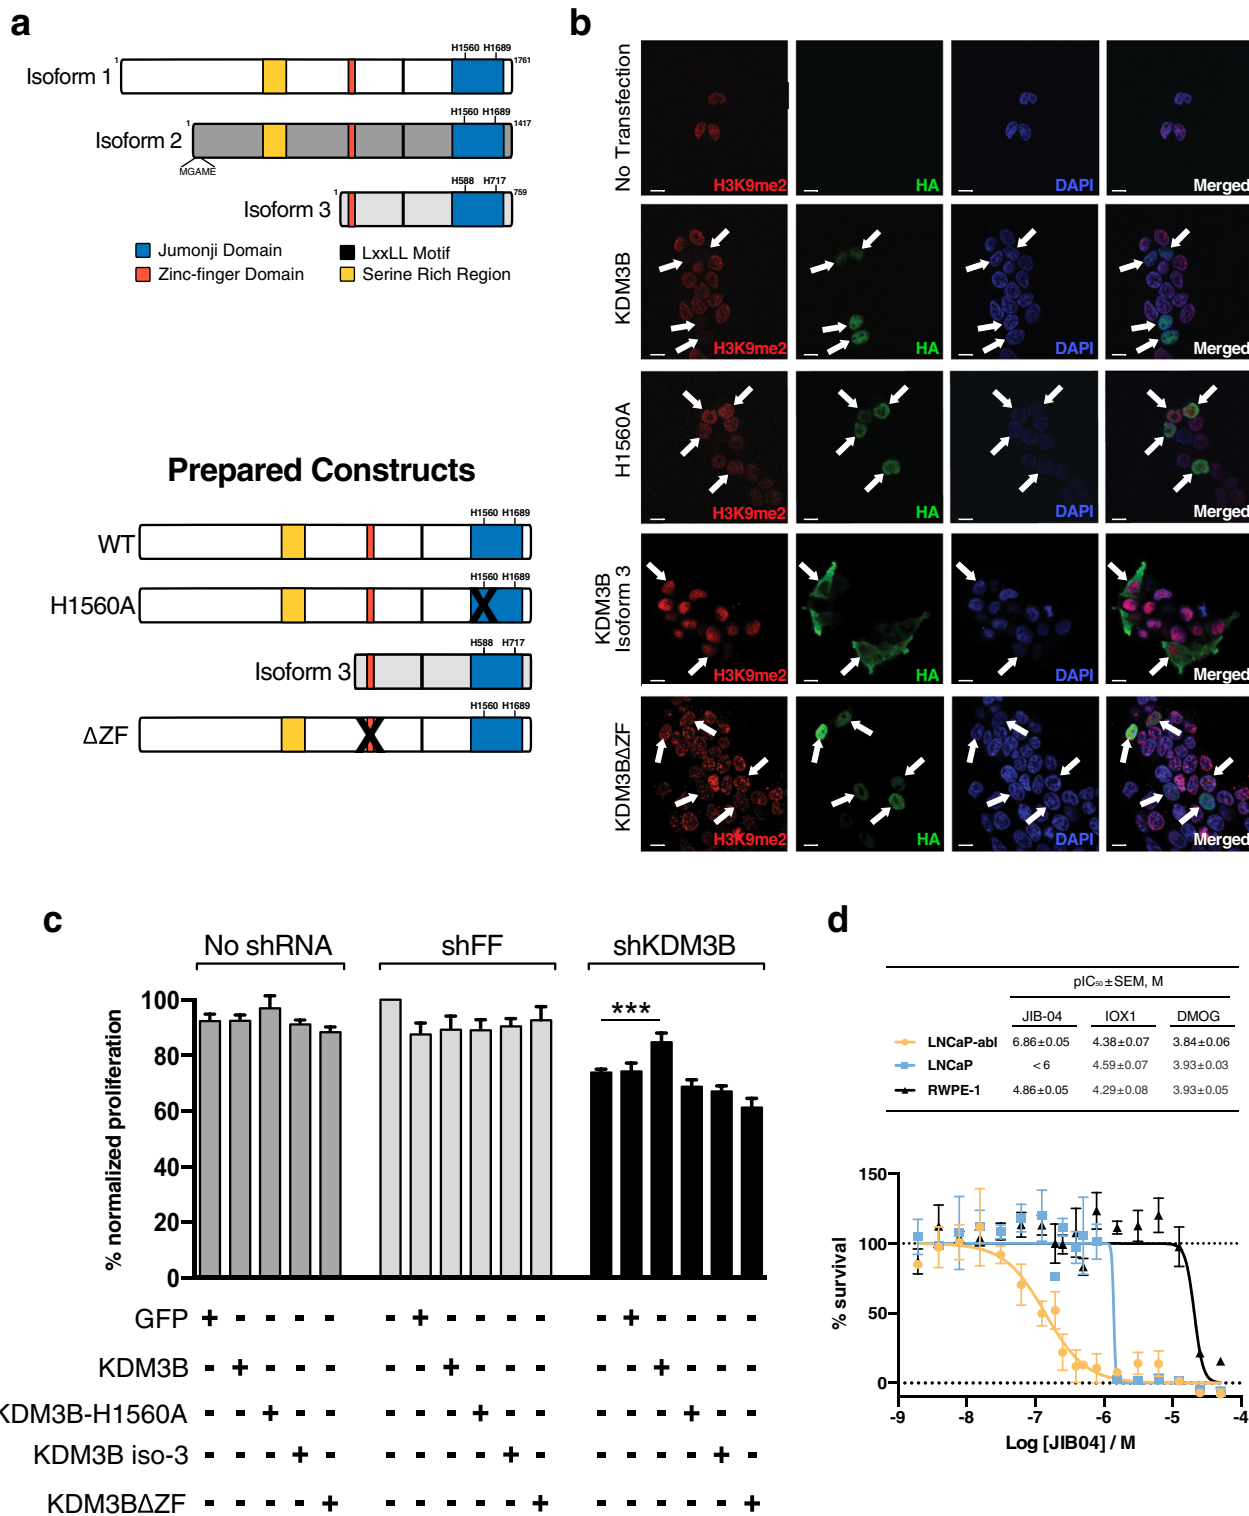 a
H1560 H1689
Isoform 1
1
1761
H1560 H1689
Isoform 2
1
1417
MGAME
H588 H717
Isoform 3
1
759
Jumonji Domain
LxxLL Motif
Zinc-finger Domain
Serine Rich Region
Prepared Constructs
H1560 H1689
WT
H1560 H1689
H1560A
H588 H717
Isoform 3
H1560 H1689
ΔZF
b
No Transfection
H3K9me2 HA DAPI Merged
KDM3B
H3K9me2 HA DAPI Merged
H1560A
H3K9me2 HA DAPI Merged
KDM3B
Isoform 3
H3K9me2 HA DAPI Merged
KDM3BΔZF
H3K9me2 HA DAPI Merged
c
No shRNA shFF shKDM3B
% normalized proliferation
100
80
60
40
20
0
***
GFP + - - - - - + - - - - - + - - - -
KDM3B - + - - - - - + - - - - - + - - -
KDM3B-H1560A - - + - - - - - + - - - - - + - -
KDM3B iso-3 - - - + - - - - - + - - - - - + -
KDM3BΔZF - - - - + - - - - - + - - - - - +
d
pIC50±SEM, M
JIB-04 IOX1 DMOG
LNCaP-abl 6.86±0.05 4.38±0.07 3.84±0.06
LNCaP <6 4.59±0.07 3.93±0.03
RWPE-1 4.86±0.05 4.29±0.08 3.93±0.05
% survival
150
100
50
0
-9 -8 -7 -6 -5 -4
Log [JIB04] / M